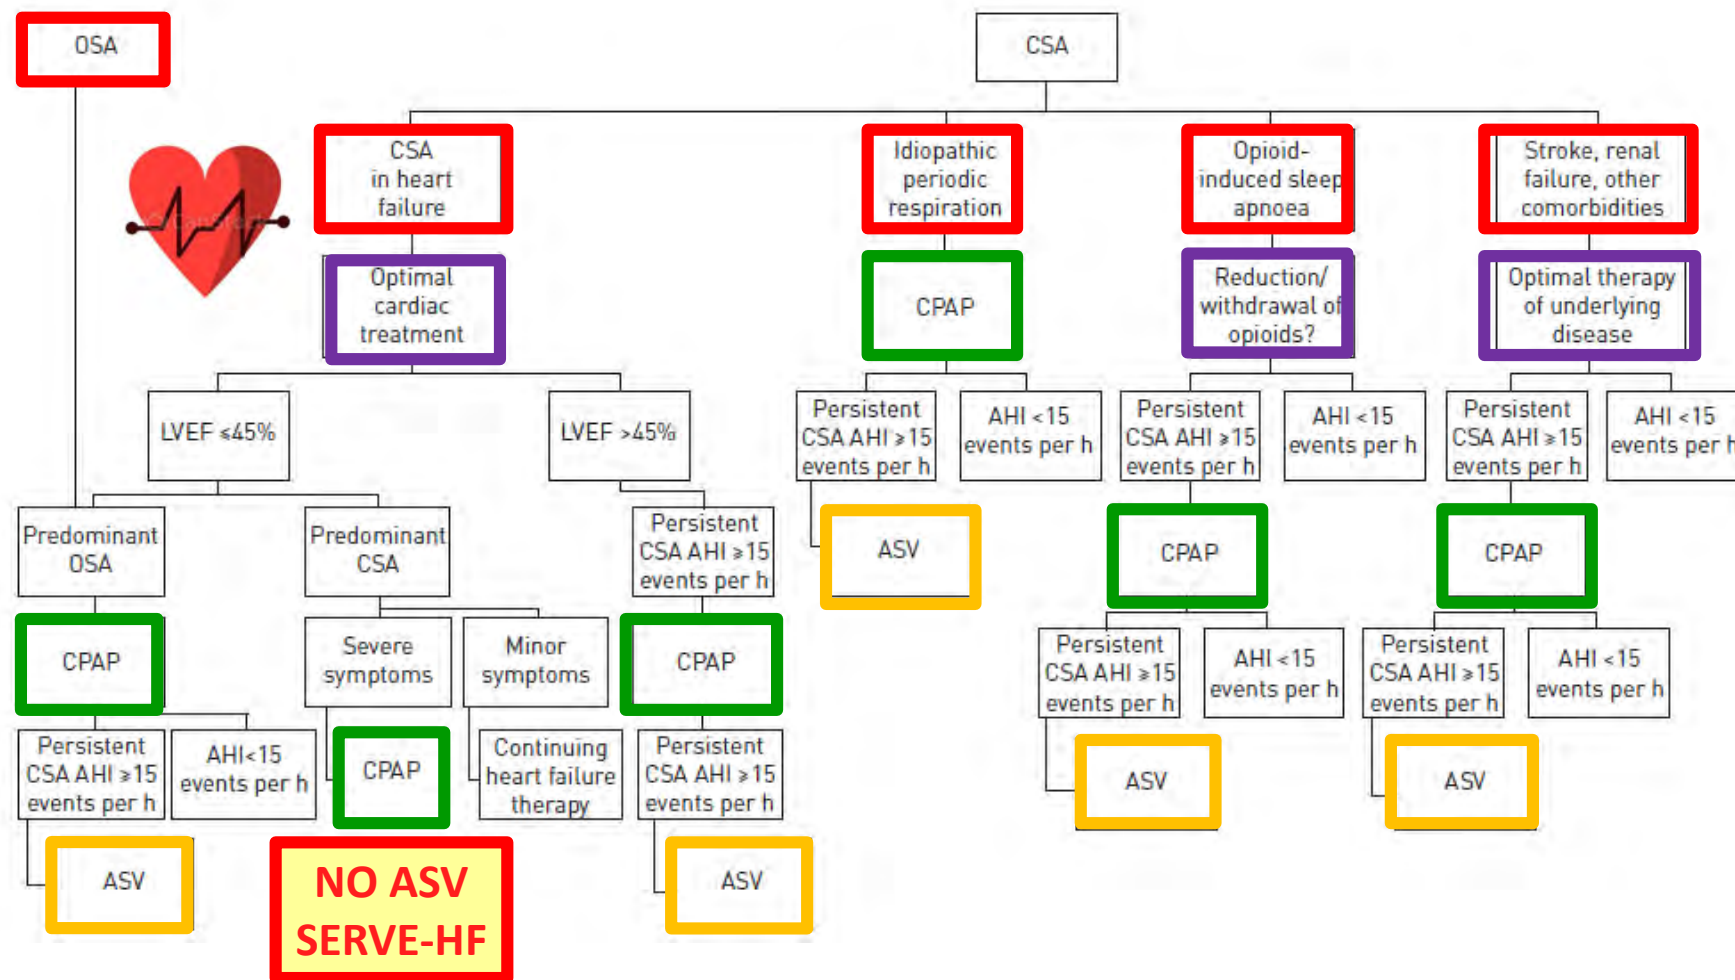 OSA
CSA
CSA
in heart
failure
Idiopathic
periodic
respiration
Opioid-
induced sleep
apnoea
Stroke, renal
failure, other
comorbidities
Optimal
cardiac
treatment
CPAP
Reduction/
withdrawal of
opioids?
Optimal therapy
of underlying
disease
LVEF ≤45%
LVEF >45%
Persistent
CSA AHI ≥15
events per h
AHI <15
events per h
Persistent
CSA AHI ≥15
events per h
AHI <15
events per h
Persistent
CSA AHI ≥15
events per h
AHI <15
events per h
Predominant
OSA
Predominant
CSA
Persistent
CSA AHI ≥15
events per h
ASV
CPAP
CPAP
CPAP
Severe
symptoms
Minor
symptoms
CPAP
Persistent
CSA AHI ≥15
events per h
AHI <15
events per h
Persistent
CSA AHI ≥15
events per h
AHI <15
events per h
Persistent
CSA AHI ≥15
events per h
AHI<15
events per h
CPAP
Continuing
heart failure
therapy
Persistent
CSA AHI ≥15
events per h
ASV
ASV
ASV
NO ASV
SERVE-HF
ASV